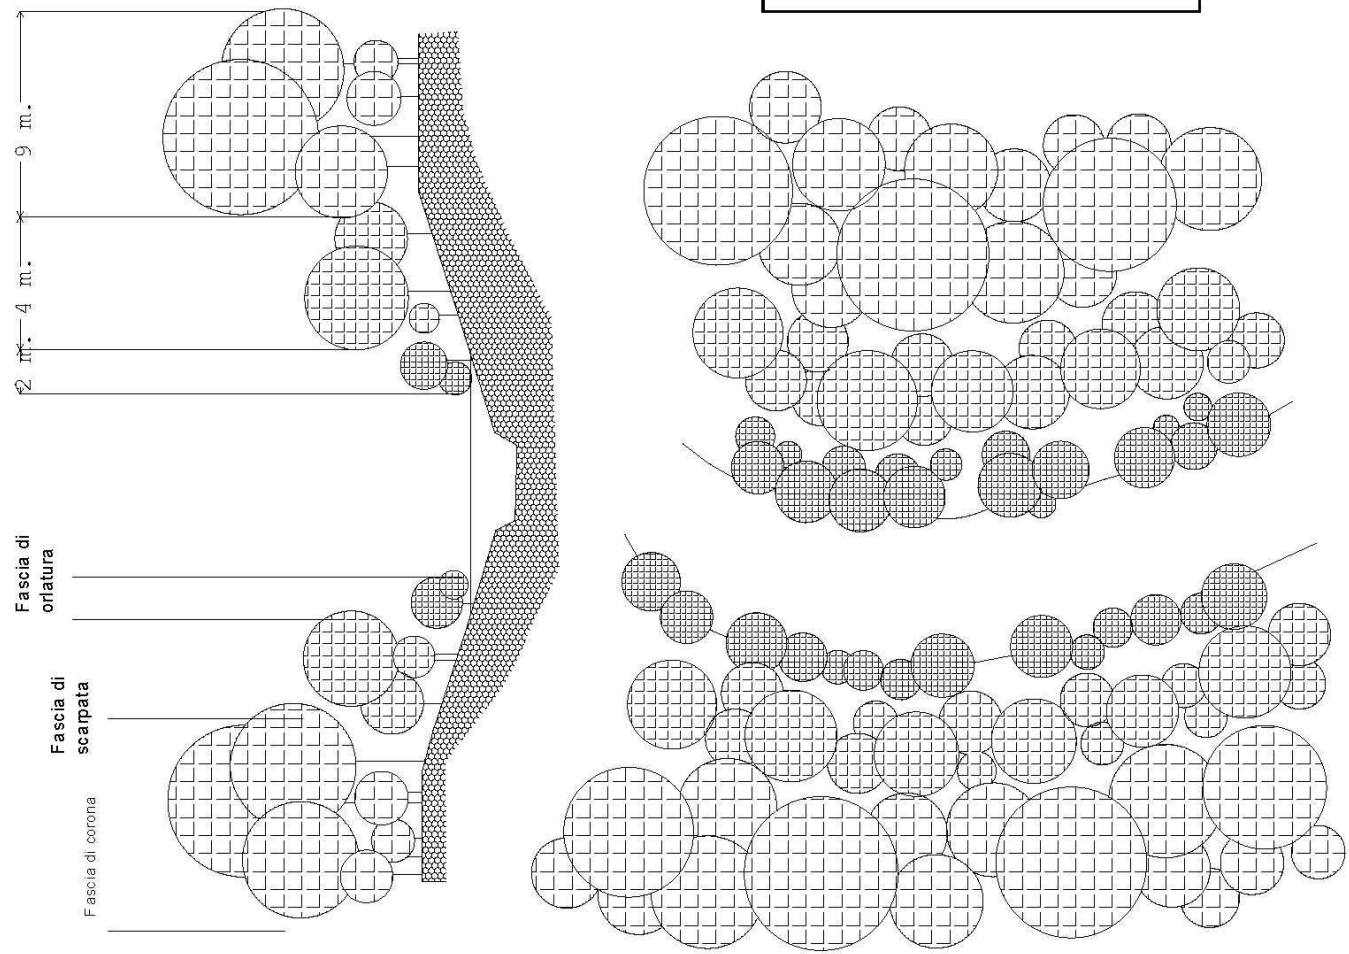 9 m.
4 m.
2 m.
Fascia di
orlatura
Fascia di
scarpata
Fascia di corona